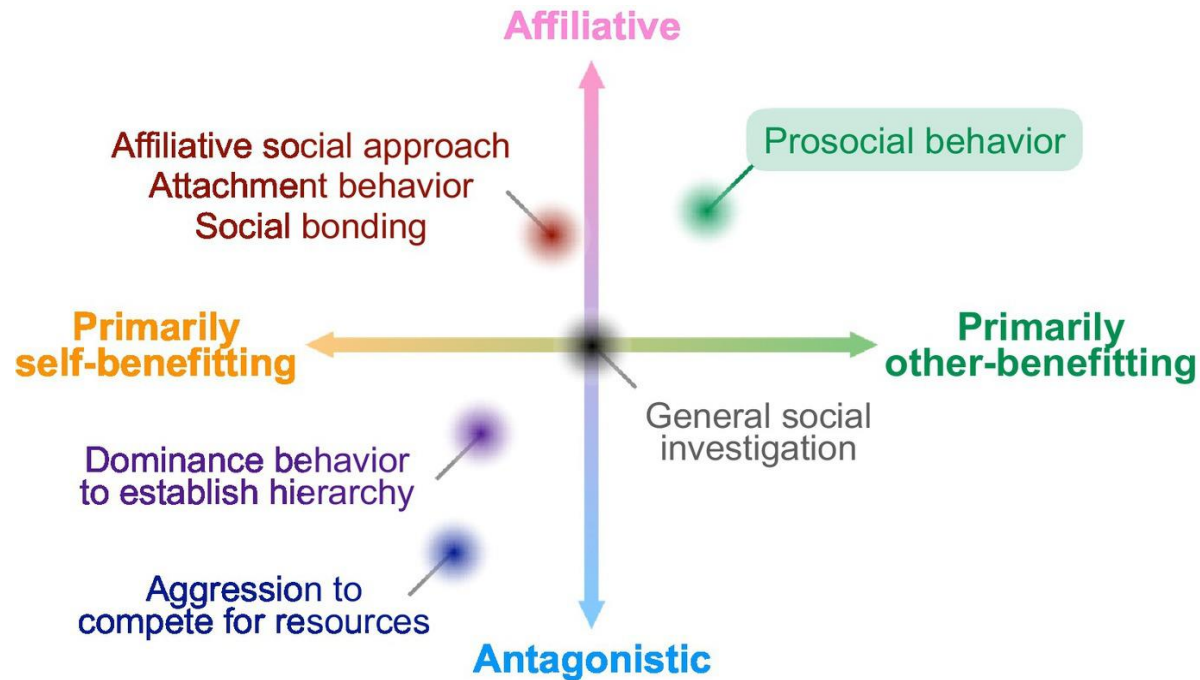 Affiliative
Affiliative social approach
Attachment behavior
Social bonding
Prosocial behavior
Primarily
self-benefitting
Primarily
other-benefitting
General social
investigation
Dominance behavior
to establish hierarchy
Aggression to
compete for resources
Antagonistic